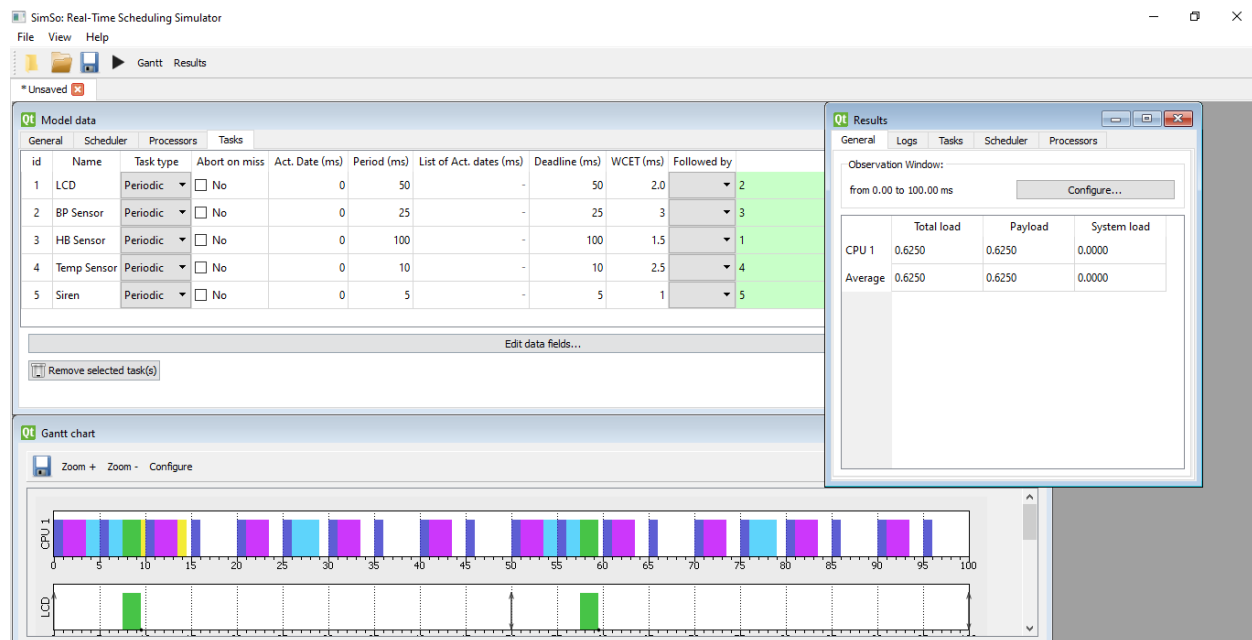 SimSo: Real-Time Scheduling Simulator
File View Help
Gantt Results
* Unsaved
Qt Model data
General Scheduler Processors Tasks
id Name Task type Abort on miss Act. Date (ms) Period (ms) List of Act. dates (ms) Deadline (ms) WCET (ms) Followed by
1 LCD Periodic No 0 50 - 50 2.0 2
2 BP Sensor Periodic No 0 25 - 25 3 3
3 HB Sensor Periodic No 0 100 - 100 1.5 1
4 Temp Sensor Periodic No 0 10 - 10 2.5 4
5 Siren Periodic No 0 5 - 5 1 5
Edit data fields...
Remove selected task(s)
Qt Results
General Logs Tasks Scheduler Processors
Observation Window:
from 0.00 to 100.00 ms Configure...
Total load Payload System load
CPU 1 0.6250 0.6250 0.0000
Average 0.6250 0.6250 0.0000
Qt Gantt chart
Zoom + Zoom - Configure
CPU 1
0 5 10 15 20 25 30 35 40 45 50 55 60 65 70 75 80 85 90 95 100
LCD